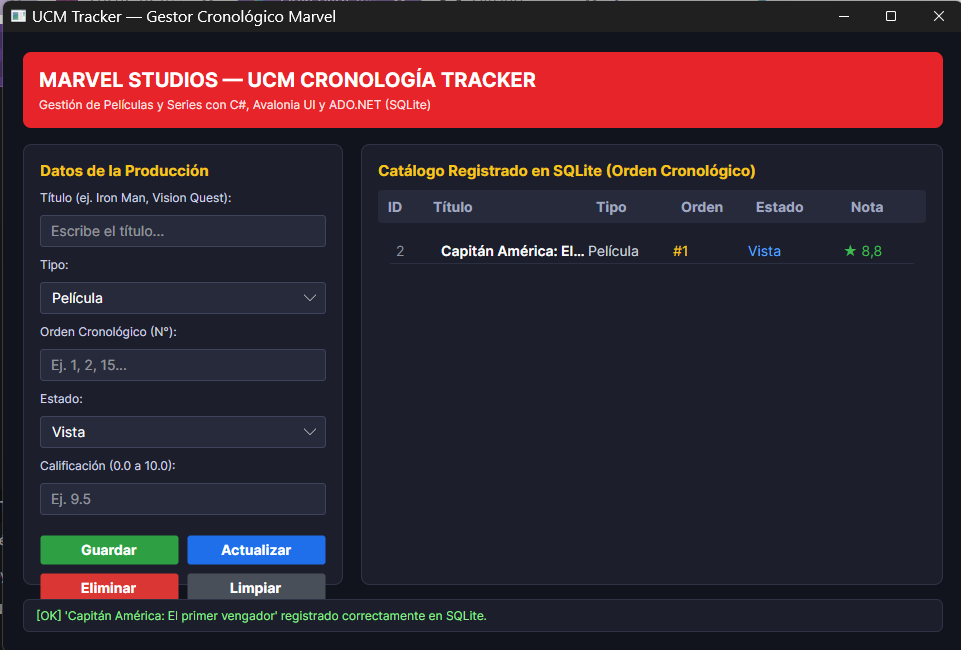 UCM Tracker — Gestor Cronológico Marvel
MARVEL STUDIOS — UCM CRONOLOGÍA TRACKER
Gestión de Películas y Series con C#, Avalonia UI y ADO.NET (SQLite)
Datos de la Producción
Título (ej. Iron Man, Vision Quest):
Escribe el título...
Tipo:
Película
Orden Cronológico (N°):
Ej. 1, 2, 15...
Estado:
Vista
Calificación (0.0 a 10.0):
Ej. 9.5
Guardar Actualizar
Eliminar Limpiar
Catálogo Registrado en SQLite (Orden Cronológico)
ID Título Tipo Orden Estado Nota
2 Capitán América: El... Película #1 Vista ★ 8,8
[OK] 'Capitán América: El primer vengador' registrado correctamente en SQLite.